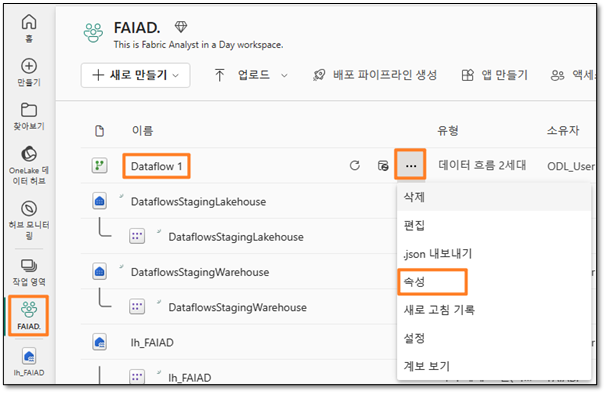 홈
만들기
찾아보기
OneLake 데
이터 허브
허브 모니터
링
작업 영역
FAIAD.
lh_FAIAD
FAIAD.
This is Fabric Analyst in a Day workspace.
새로 만들기
업로드
배포 파이프라인 생성
앱 만들기
액세
이름
유형
소유자
Dataflow 1
데이터 흐름 2세대
ODL_User
DataflowsStagingLakehouse
DataflowsStagingLakehouse
DataflowsStagingWarehouse
DataflowsStagingWarehouse
lh_FAIAD
lh_FAIAD
삭제
편집
.json 내보내기
속성
새로 고침 기록
설정
계보 보기